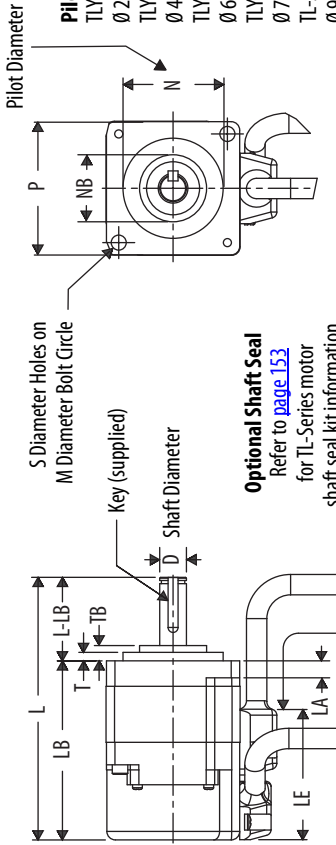 Pilot Diameter
P
NB
N
S Diameter Holes on
M Diameter Bolt Circle
Key (supplied)
Shaft Diameter
Optional Shaft Seal
Refer to page 153
for TL-Series motor
shaft seal kit information
L
LB
L-LB
T
TB
D
LA
LE
Pil
TLY
Ø 2
TLY
Ø 4
TLY
Ø 6
TLY
Ø 7
TL-
Ø 9